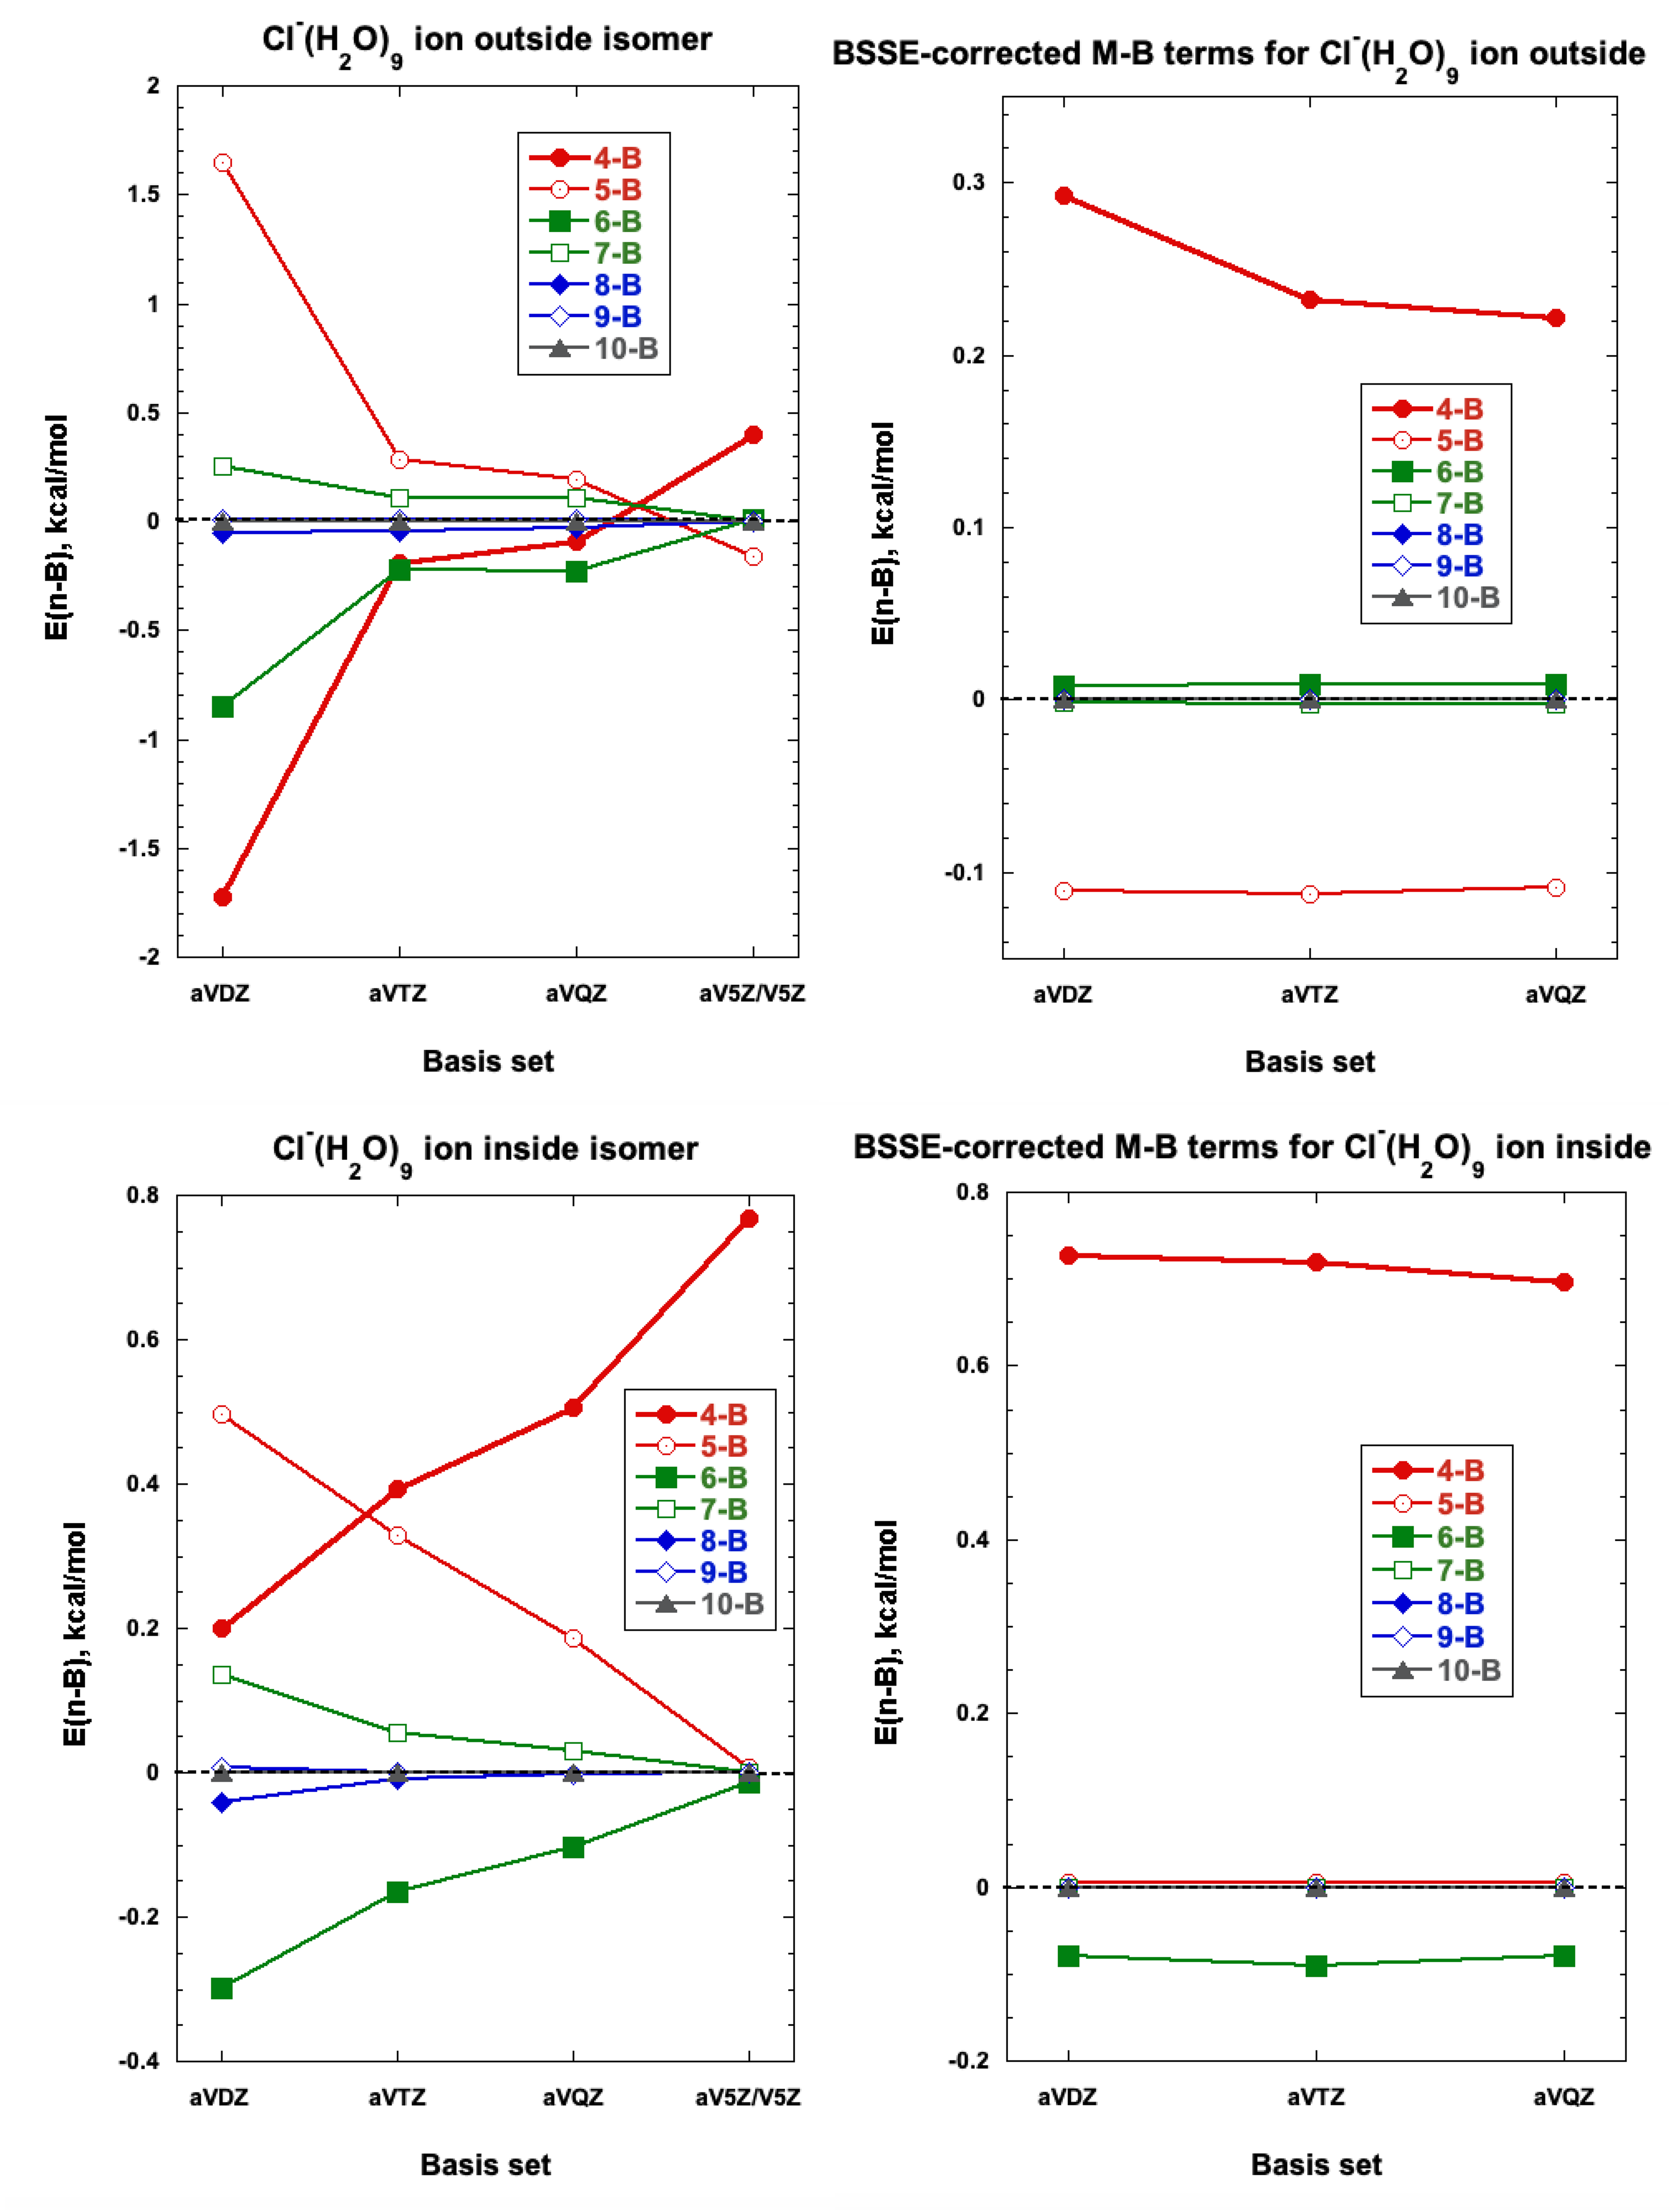 Cl⁻(H₂O)₉ ion outside isomer
2
1.5
1
0.5
0
-0.5
-1
-1.5
-2
E(n-B), kcal/mol
4-B
5-B
6-B
7-B
8-B
9-B
10-B
aVDZ aVTZ aVQZ aV5Z/V5Z
Basis set
BSSE-corrected M-B terms for Cl⁻(H₂O)₉ ion outside
0.3
0.2
0.1
0
-0.1
E(n-B), kcal/mol
4-B
5-B
6-B
7-B
8-B
9-B
10-B
aVDZ aVTZ aVQZ
Basis set
Cl⁻(H₂O)₉ ion inside isomer
0.8
0.6
0.4
0.2
0
-0.2
-0.4
E(n-B), kcal/mol
4-B
5-B
6-B
7-B
8-B
9-B
10-B
aVDZ aVTZ aVQZ aV5Z/V5Z
Basis set
BSSE-corrected M-B terms for Cl⁻(H₂O)₉ ion inside
0.8
0.6
0.4
0.2
0
-0.2
E(n-B), kcal/mol
4-B
5-B
6-B
7-B
8-B
9-B
10-B
aVDZ aVTZ aVQZ
Basis set